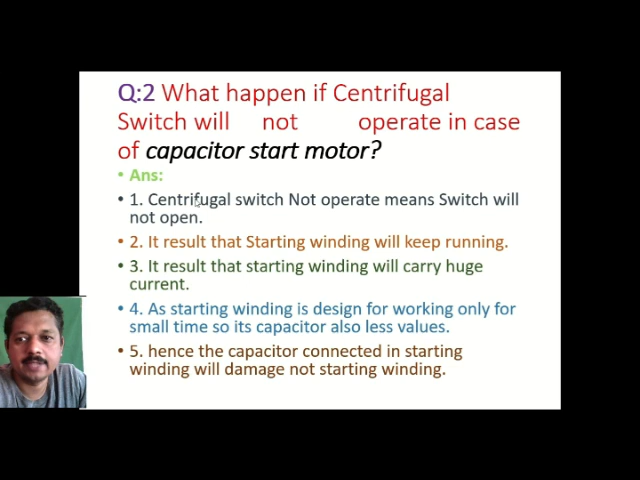 Q:2 What happen if Centrifugal
Switch will not operate in case
of capacitor start motor?
• Ans:
• 1. Centrifugal switch Not operate means Switch will
not open.
• 2. It result that Starting winding will keep running.
• 3. It result that starting winding will carry huge
current.
• 4. As starting winding is design for working only for
small time so its capacitor also less values.
• 5. hence the capacitor connected in starting
winding will damage not starting winding.